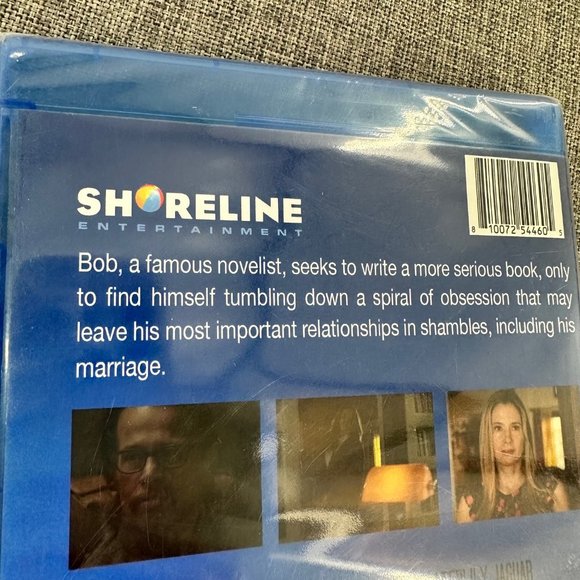 SHORELINE
ENTERTAINMENT
8 10072 54460 5
Bob, a famous novelist, seeks to write a more serious book, only
to find himself tumbling down a spiral of obsession that may
leave his most important relationships in shambles, including his
marriage.
JAGUAR